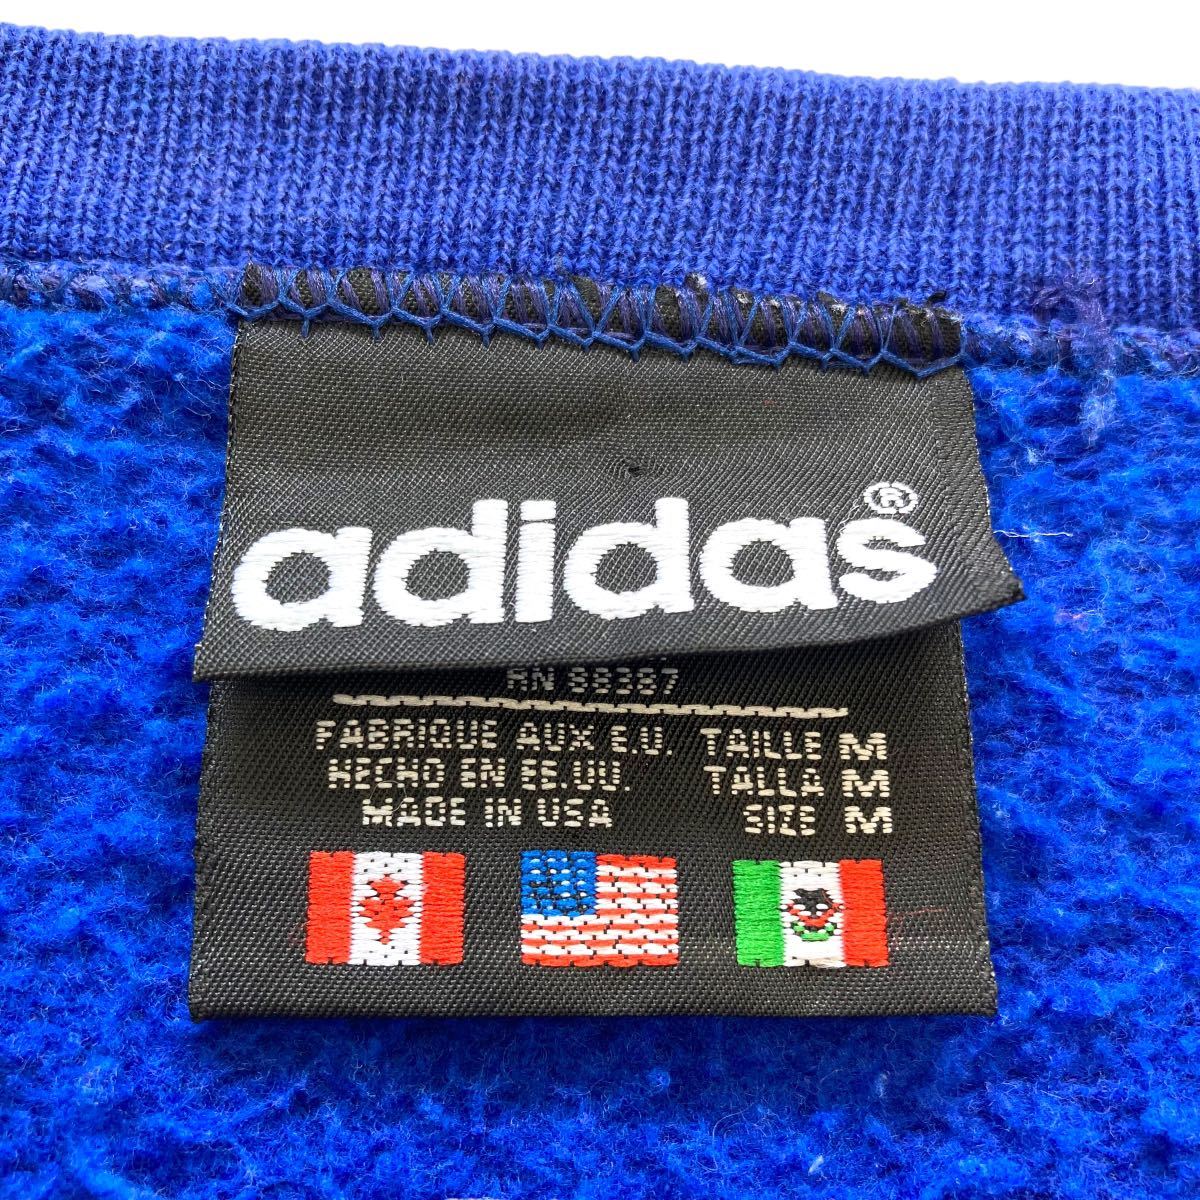 adidas®
RN 88387
FABRIQUE AUX E.U. TAILLE M
HECHO EN EE.UU. TALLA M
MADE IN USA SIZE M